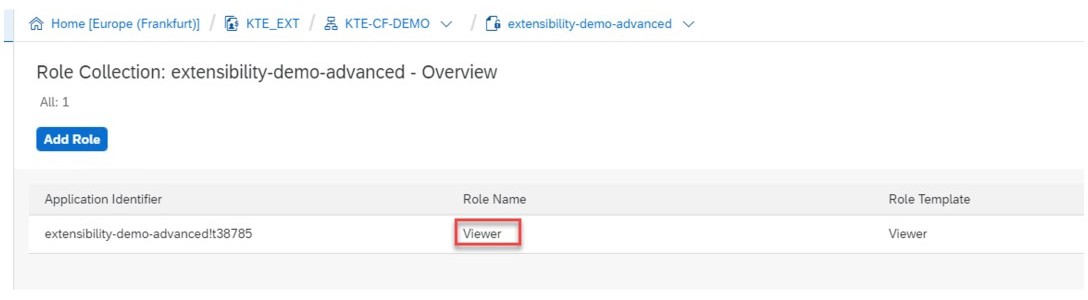 Home [Europe (Frankfurt)] / KTE_EXT / KTE-CF-DEMO / extensibility-demo-advanced
Role Collection: extensibility-demo-advanced - Overview
All: 1
Add Role
Application Identifier Role Name Role Template
extensibility-demo-advanced!t38785 Viewer Viewer